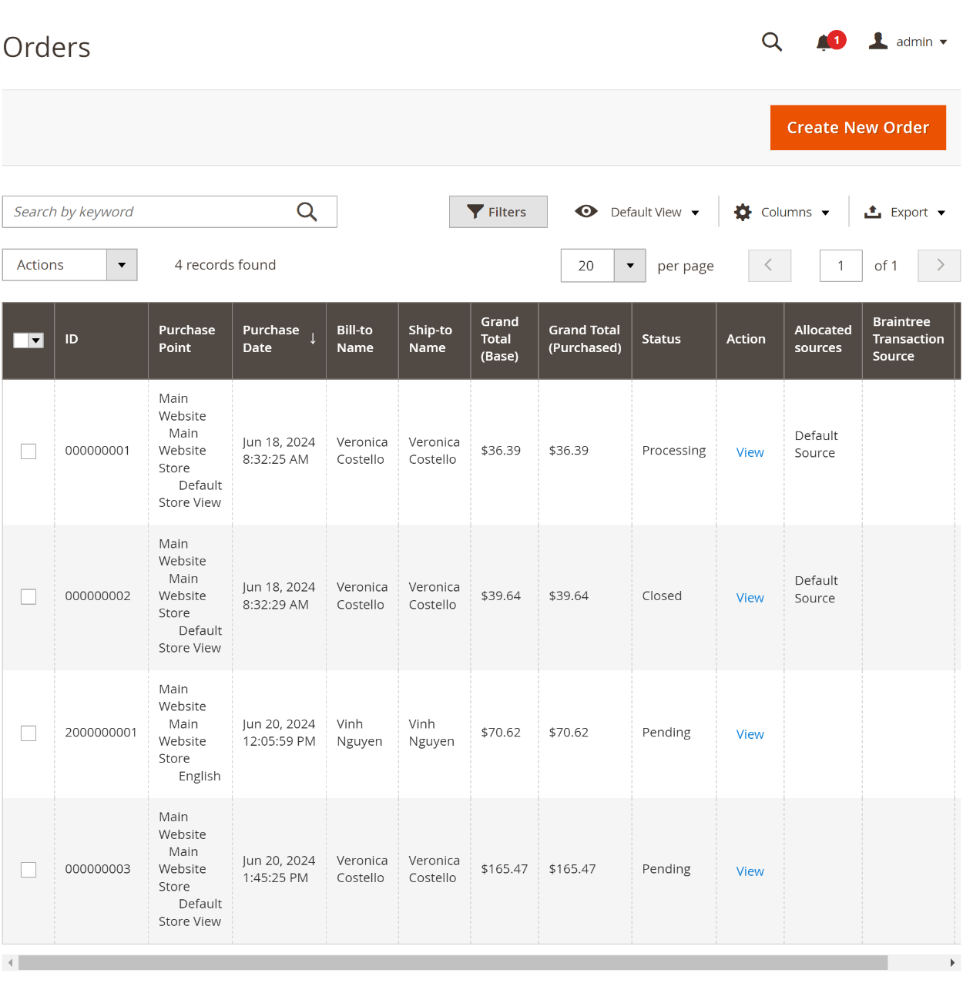 Orders
1
admin
Create New Order
Search by keyword
Filters
Default View
Columns
Export
Actions
4 records found
20
per page
1
of 1
ID
Purchase
Point
Purchase
Date
↓
Bill-to
Name
Ship-to
Name
Grand
Total
(Base)
Grand Total
(Purchased)
Status
Action
Allocated
sources
Braintree
Transaction
Source
000000001
Main
Website
Main
Website
Store
Default
Store View
Jun 18, 2024
8:32:25 AM
Veronica
Costello
Veronica
Costello
$36.39
$36.39
Processing
View
Default
Source
000000002
Main
Website
Main
Website
Store
Default
Store View
Jun 18, 2024
8:32:29 AM
Veronica
Costello
Veronica
Costello
$39.64
$39.64
Closed
View
Default
Source
2000000001
Main
Website
Main
Website
Store
English
Jun 20, 2024
12:05:59 PM
Vinh
Nguyen
Vinh
Nguyen
$70.62
$70.62
Pending
View
000000003
Main
Website
Main
Website
Store
Default
Store View
Jun 20, 2024
1:45:25 PM
Veronica
Costello
Veronica
Costello
$165.47
$165.47
Pending
View